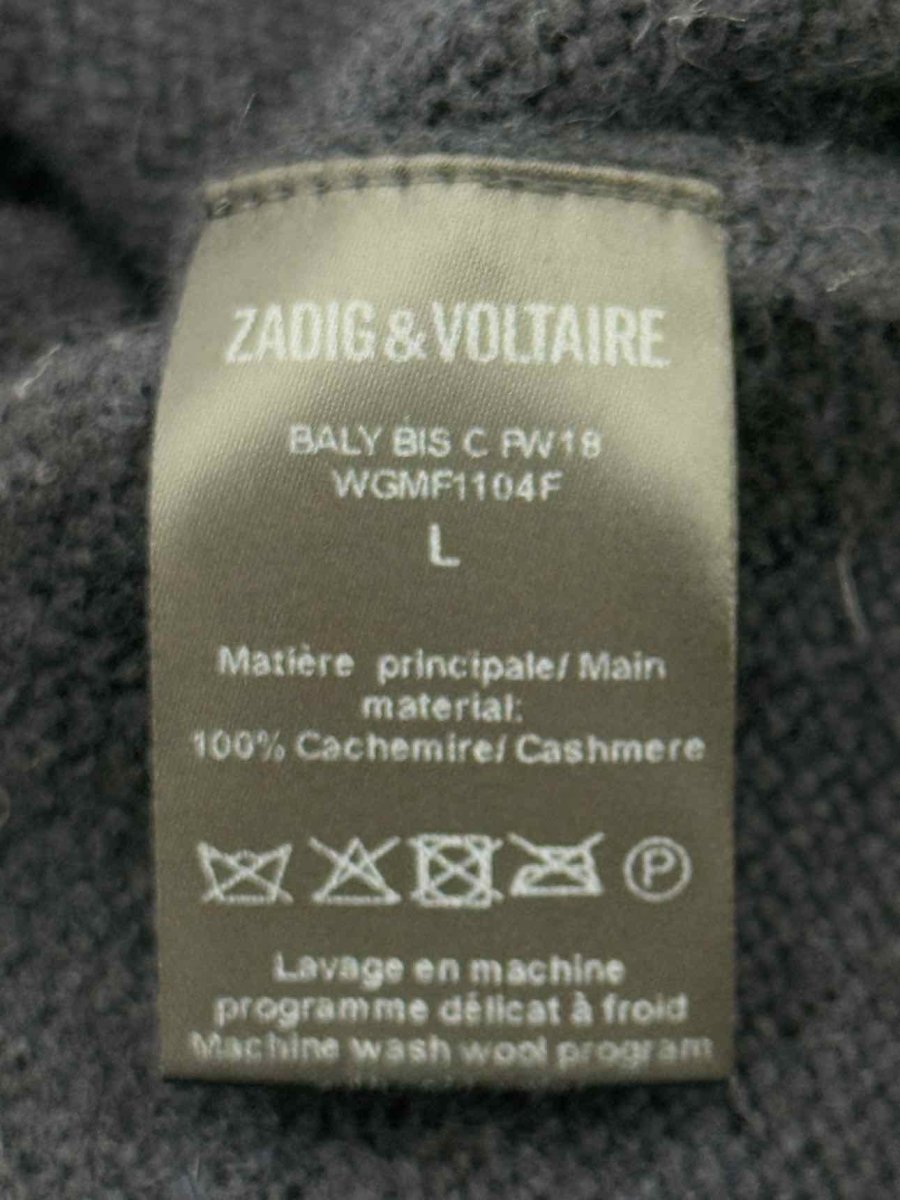 ZADIG & VOLTAIRE
BALY BIS C FW18
WGMF1104F
L
Matière principale/ Main
material:
100% Cachemire/ Cashmere
P
Lavage en machine
programme délicat à froid
Machine wash wool program